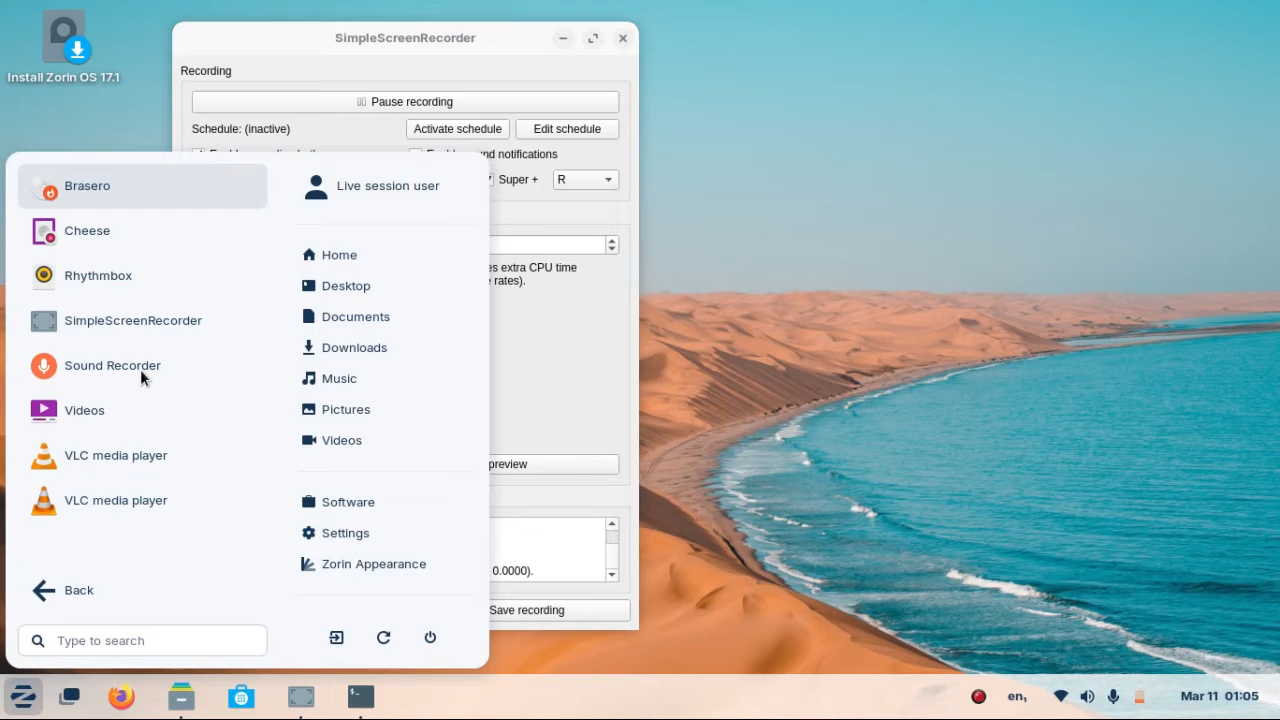 Install Zorin OS 17.1
SimpleScreenRecorder
Recording
Pause recording
Schedule: (inactive)
Activate schedule
Edit schedule
notifications
Super +
R
es extra CPU time
rates).
preview
0.0000).
Save recording
Brasero
Cheese
Rhythmbox
SimpleScreenRecorder
Sound Recorder
Videos
VLC media player
VLC media player
Back
Type to search
Live session user
Home
Desktop
Documents
Downloads
Music
Pictures
Videos
Software
Settings
Zorin Appearance
en₁
Mar 11 01:05